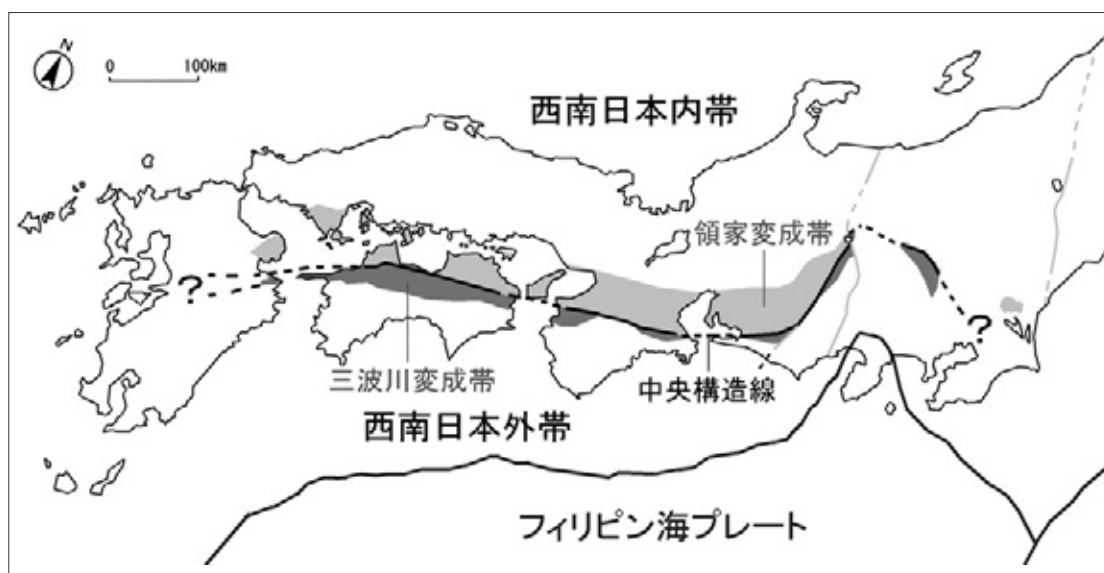 N
0 100km
西南日本内帯
領家変成帯
?
?
三波川変成帯
中央構造線
西南日本外帯
フィリピン海プレート